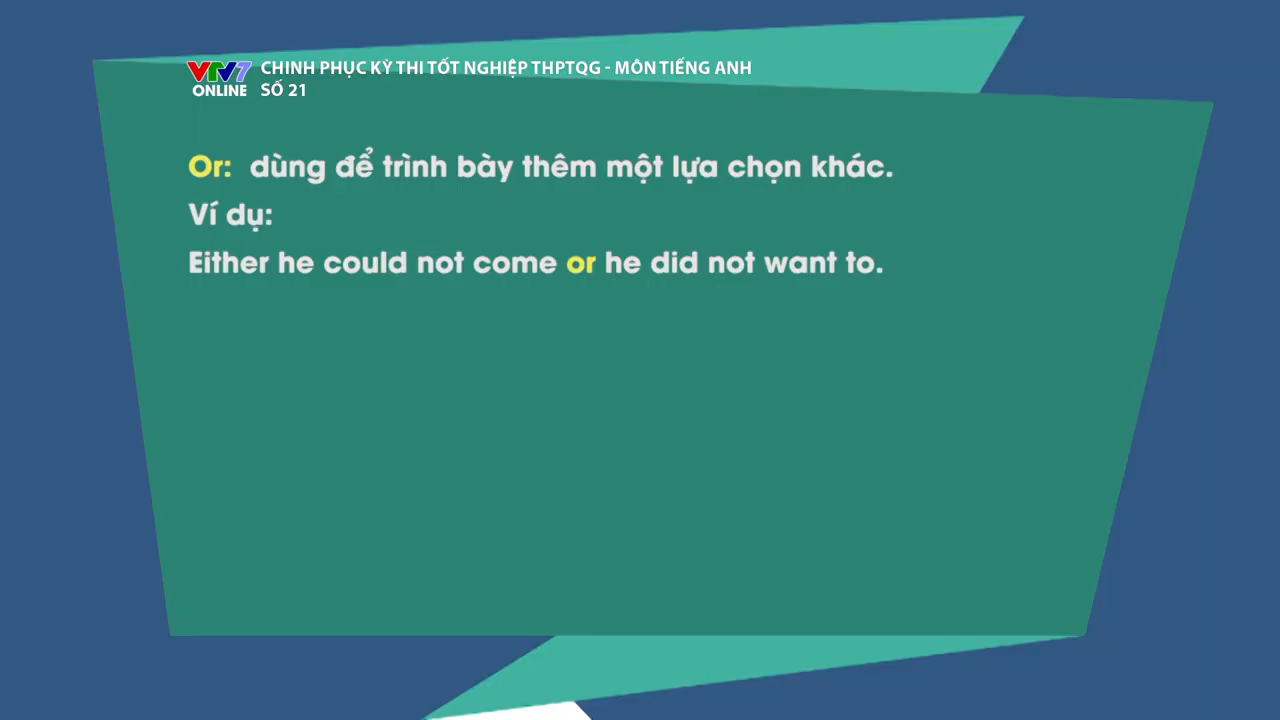 VTV7
ONLINE
CHINH PHỤC KỲ THI TỐT NGHIỆP THPTQG - MÔN TIẾNG ANH
SỐ 21
Or: dùng để trình bày thêm một lựa chọn khác.
Ví dụ:
Either he could not come or he did not want to.